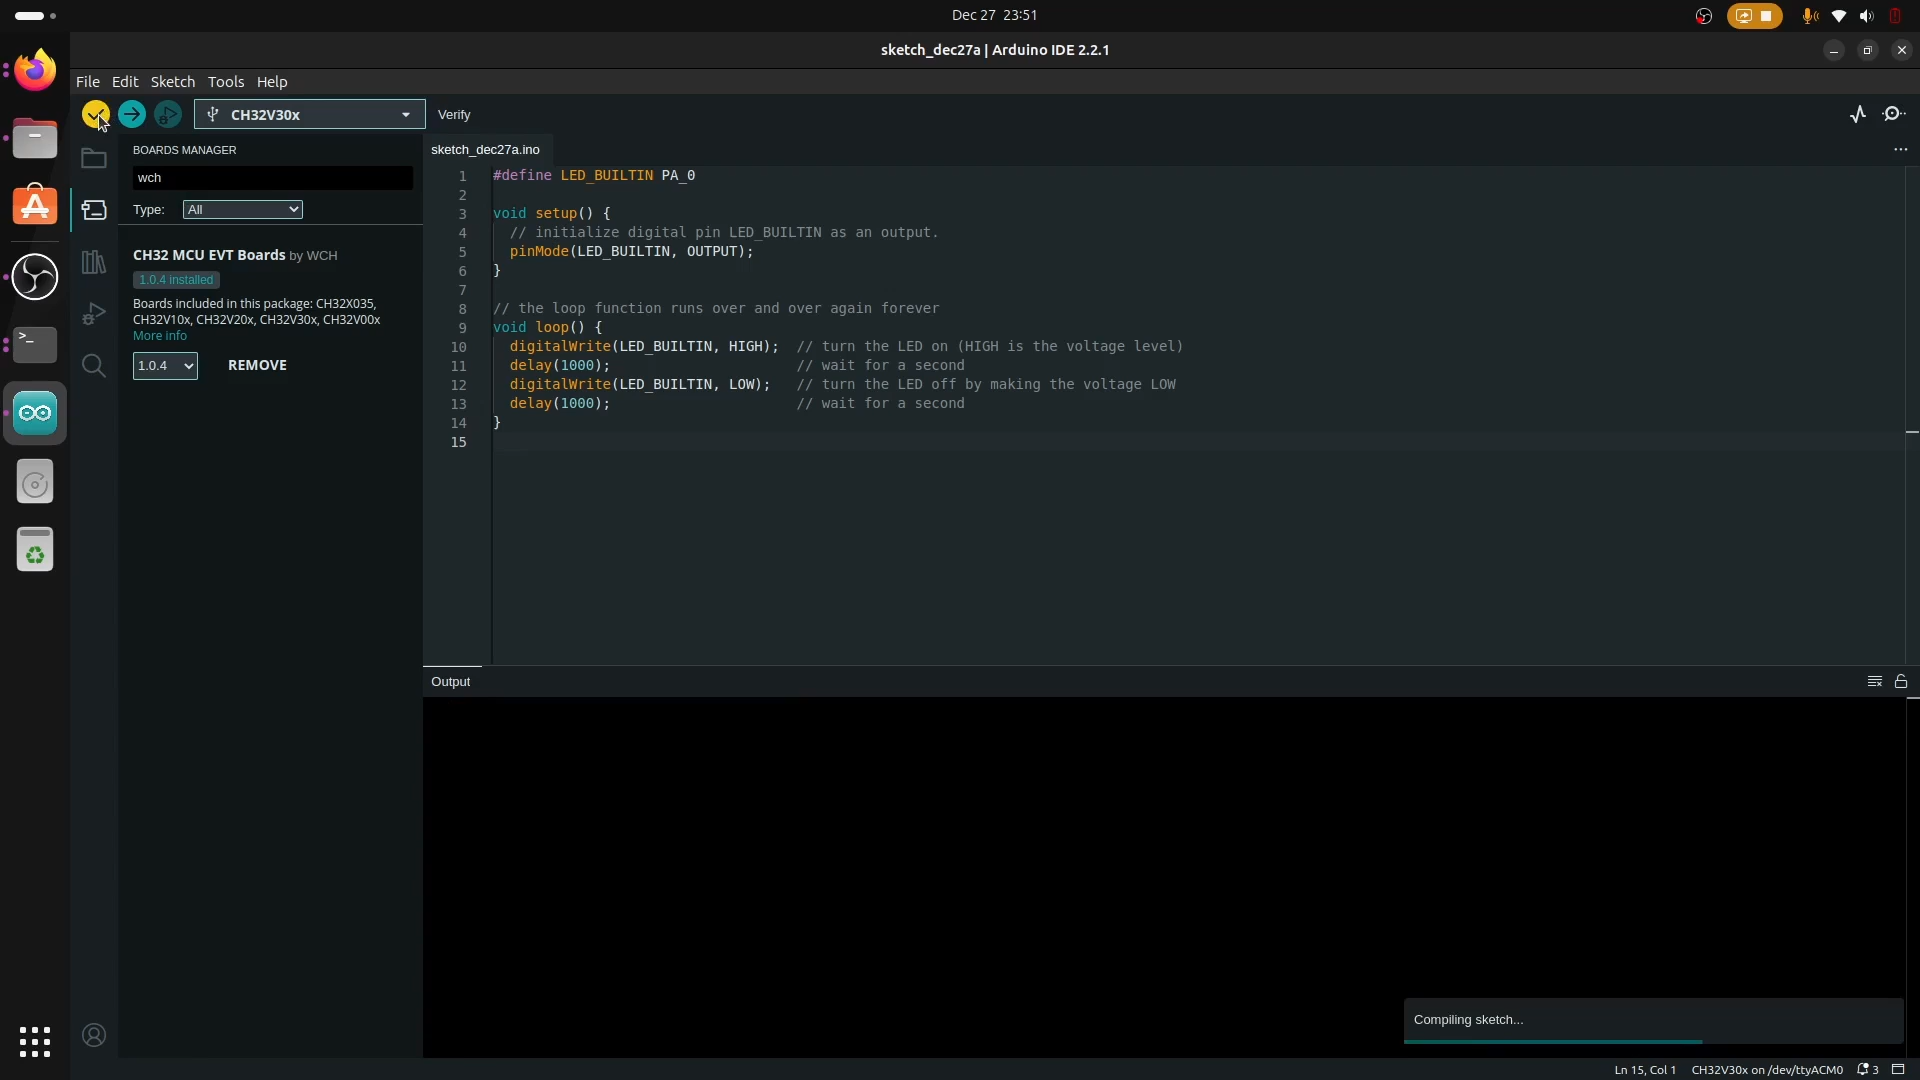 Dec 27 23:51
sketch_dec27a | Arduino IDE 2.2.1
File Edit Sketch Tools Help
CH32V30x
Verify
BOARDS MANAGER
wch
Type: All
CH32 MCU EVT Boards by WCH
1.0.4 installed
Boards included in this package: CH32X035,
CH32V10x, CH32V20x, CH32V30x, CH32V00x
More info
1.0.4 REMOVE
sketch_dec27a.ino
1 #define LED_BUILTIN PA_0
2
3 void setup() {
4 // initialize digital pin LED_BUILTIN as an output.
5 pinMode(LED_BUILTIN, OUTPUT);
6 }
7
8 // the loop function runs over and over again forever
9 void loop() {
10 digitalWrite(LED_BUILTIN, HIGH); // turn the LED on (HIGH is the voltage level)
11 delay(1000); // wait for a second
12 digitalWrite(LED_BUILTIN, LOW); // turn the LED off by making the voltage LOW
13 delay(1000); // wait for a second
14 }
15
Output
Compiling sketch...
Ln 15, Col 1 CH32V30x on /dev/ttyACM0 3